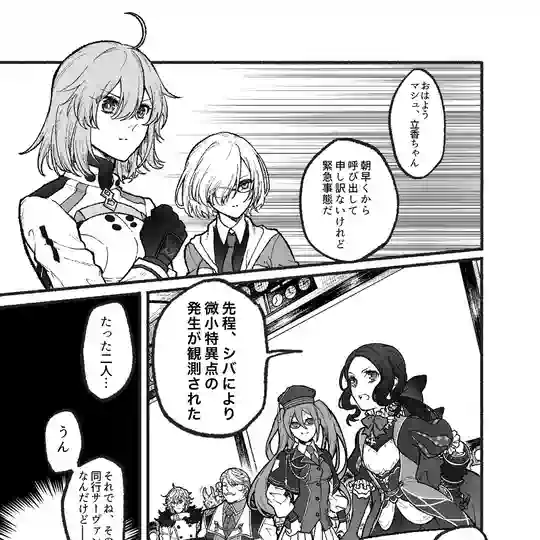 おはよう
マシュ、立香ちゃん
朝早くから
呼び出して
申し訳ないけれど
緊急事態だ
先程、シバにより
微小特異点の
発生が観測された
たった二人…
うん
それでね、その
同行サーヴァン
なんだけど──